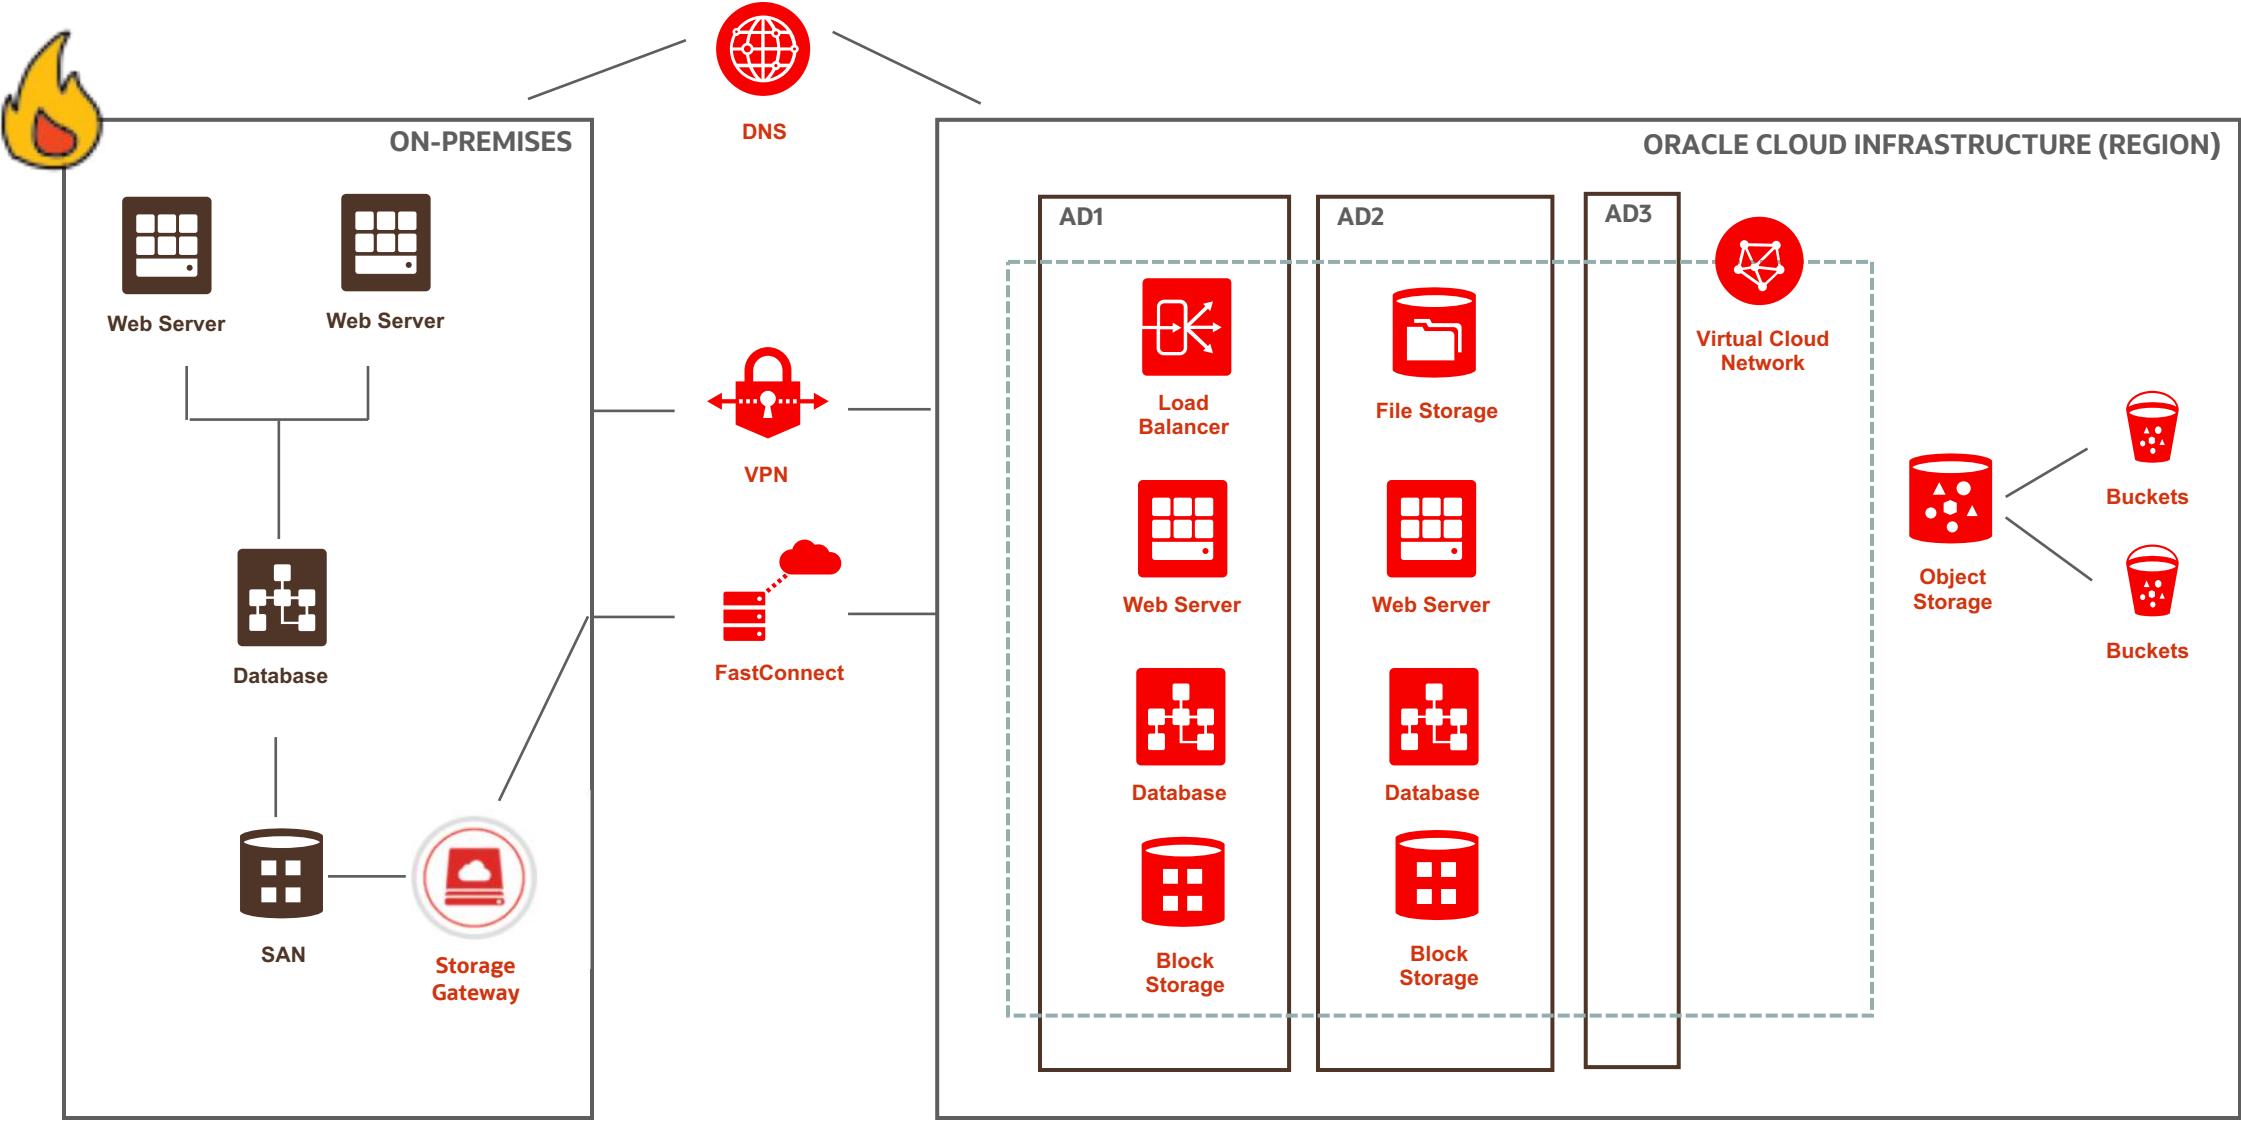 DNS
ON-PREMISES
Web Server
Web Server
Database
SAN
Storage
Gateway
VPN
FastConnect
ORACLE CLOUD INFRASTRUCTURE (REGION)
AD1
Load
Balancer
Web Server
Database
Block
Storage
AD2
File Storage
Web Server
Database
Block
Storage
AD3
Virtual Cloud
Network
Object
Storage
Buckets
Buckets